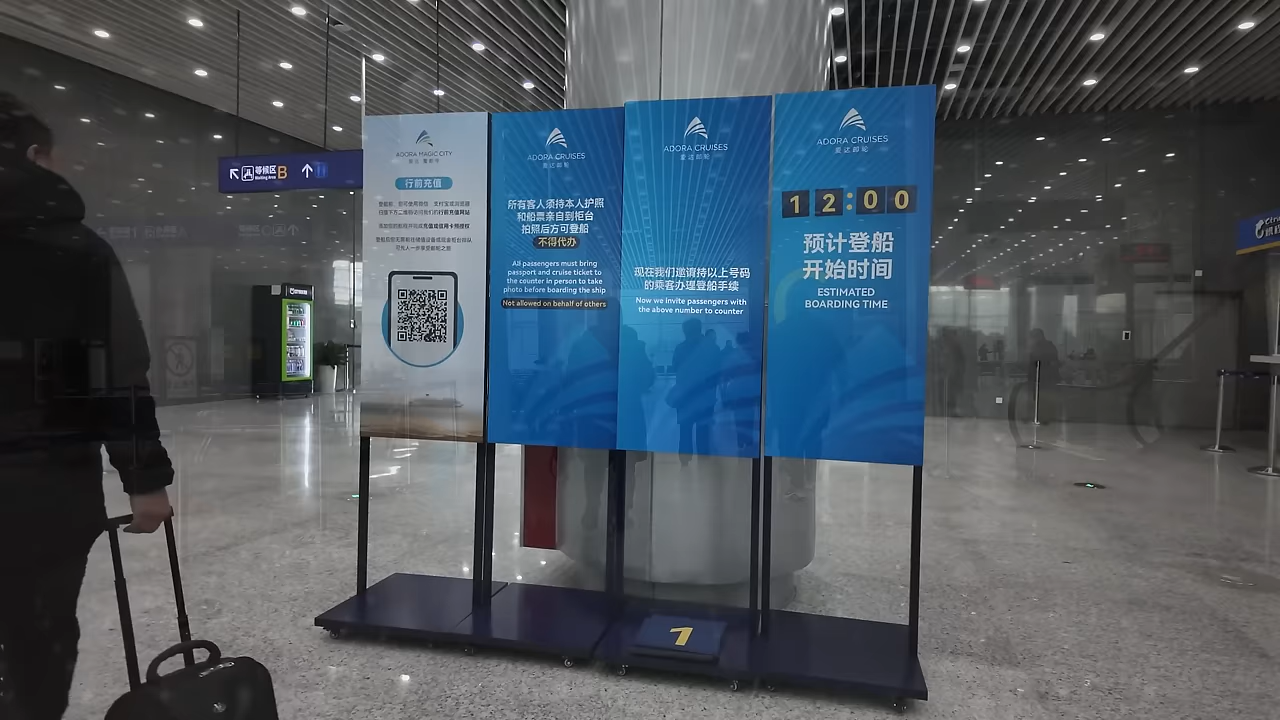 等候区 B
Waiting Area
ADORA MAGIC CITY
行前充值
ADORA CRUISES
爱达邮轮
所有客人须持本人护照
和船票亲自到柜台
拍照后方可登船
不得代办
All passengers must bring
passport and cruise ticket to
the counter in person to take
photo before boarding the ship
Not allowed on behalf of others
ADORA CRUISES
爱达邮轮
现在我们邀请持以上号码
的乘客办理登船手续
Now we invite passengers with
the above number to counter
ADORA CRUISES
爱达邮轮
12:00
预计登船
开始时间
ESTIMATED
BOARDING TIME
1